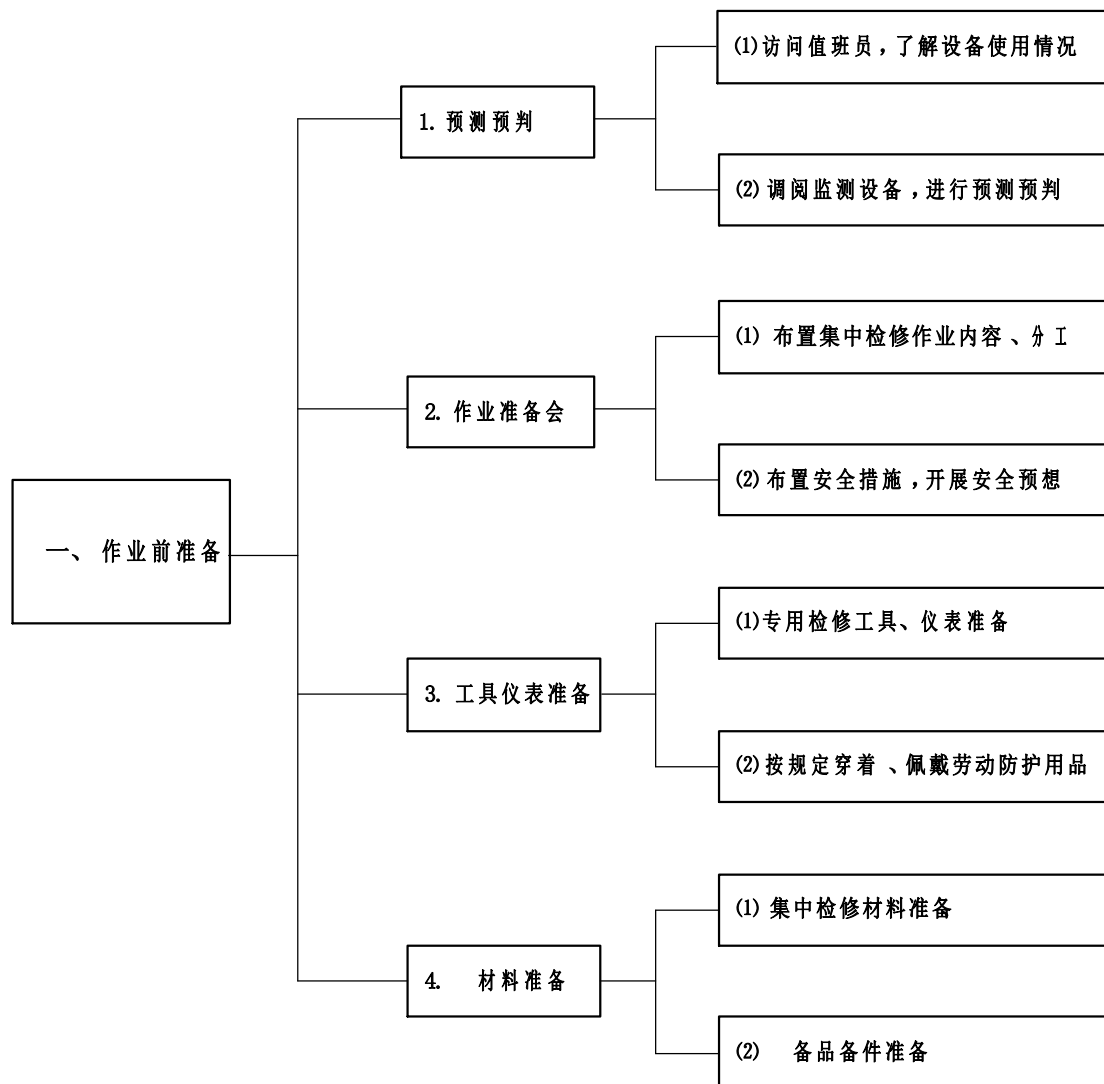 一、作业前准备
1. 预测预判
(1)访问值班员，了解设备使用情况
(2)调阅监测设备，进行预测预判
2. 作业准备会
(1) 布置集中检修作业内容、分工
(2)布置安全措施，开展安全预想
3. 工具仪表准备
(1)专用检修工具、仪表准备
(2)按规定穿着、佩戴劳动防护用品
4. 材料准备
(1) 集中检修材料准备
(2) 备品备件准备